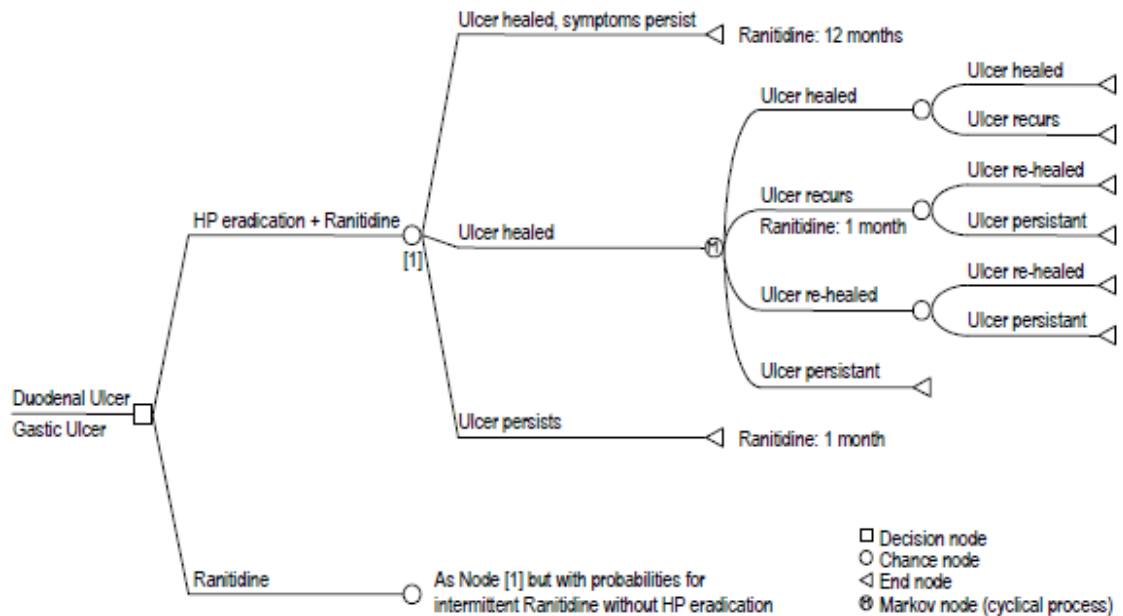 Ulcer healed, symptoms persist
Ranitidine: 12 months
Ulcer healed
Ulcer healed
Ulcer recurs
Ulcer re-healed
HP eradication + Ranitidine
Ulcer recurs
Ranitidine: 1 month
Ulcer persistant
[1]
Ulcer healed
M
Ulcer re-healed
Ulcer re-healed
Ulcer persistant
Ulcer persistant
Duodenal Ulcer
Gastic Ulcer
Ulcer persists
Ranitidine: 1 month
Ranitidine
As Node [1] but with probabilities for
intermittent Ranitidine without HP eradication
Decision node
Chance node
End node
M Markov node (cyclical process)